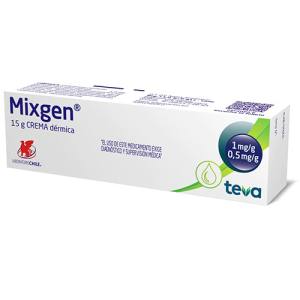 Mixgen®
15 g CREMA dérmica
"EL USO DE ESTE MEDICAMENTO EXIGE
DIAGNÓSTICO Y SUPERVISIÓN MÉDICA"
1 mg/g
0,5 mg/g
LABORATORIO CHILE
teva